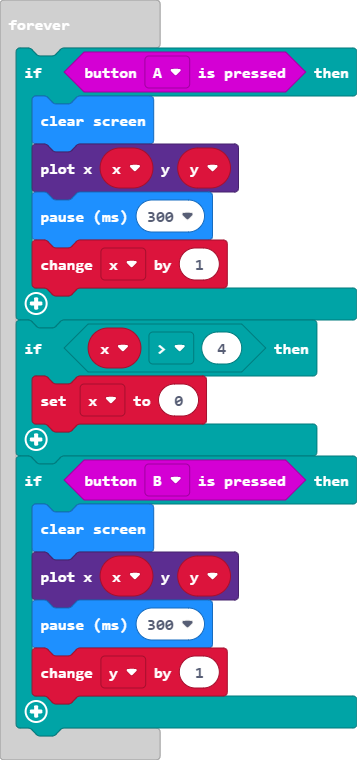 forever
if button A is pressed then
clear screen
plot x x y y
pause (ms) 300
change x by 1
if x > 4 then
set x to 0
if button B is pressed then
clear screen
plot x x y y
pause (ms) 300
change y by 1